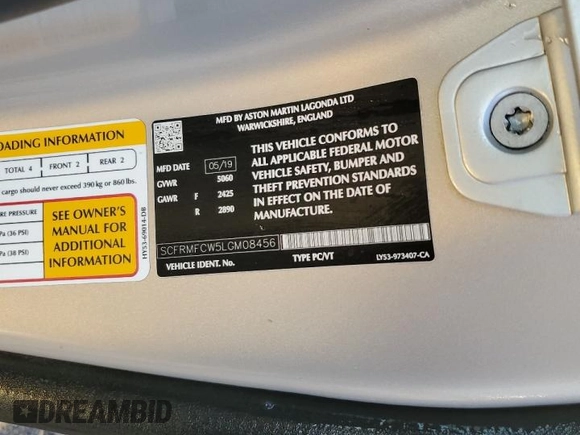 OADING INFORMATION
TOTAL 4 FRONT 2 REAR 2
cargo should never exceed 390 kg or 860 lbs.
E PRESSURE
Pa (36 PSI)
Pa (38 PSI)
SEE OWNER'S
MANUAL FOR
ADDITIONAL
INFORMATION
HY53-69014-DB
MFD BY ASTON MARTIN LAGONDA LTD
WARWICKSHIRE, ENGLAND
MFD DATE 05/19
GVWR 5060
GAWR F 2425
R 2890
THIS VEHICLE CONFORMS TO
ALL APPLICABLE FEDERAL MOTOR
VEHICLE SAFETY, BUMPER AND
THEFT PREVENTION STANDARDS
IN EFFECT ON THE DATE OF
MANUFACTURE.
SCFRMFCW5LGM08456
VEHICLE IDENT. No. TYPE PC/VT LY53-973407-CA
DREAMBID